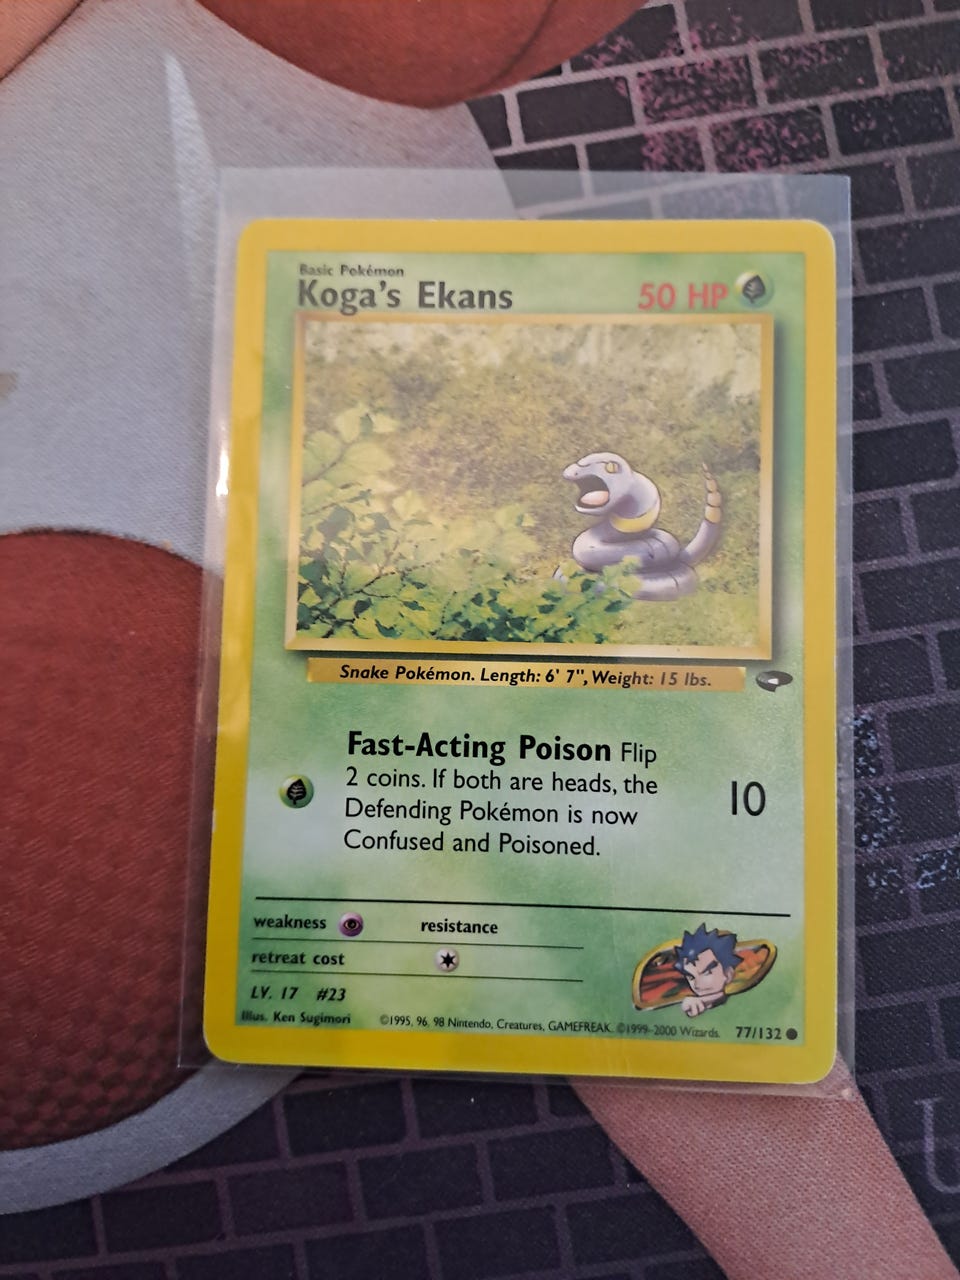 Basic Pokémon
Koga's Ekans 50 HP
Snake Pokémon. Length: 6' 7", Weight: 15 lbs.
Fast-Acting Poison Flip
2 coins. If both are heads, the
Defending Pokémon is now
Confused and Poisoned.
10
weakness resistance
retreat cost
LV. 17 #23
Illus. Ken Sugimori ©1995, 96, 98 Nintendo, Creatures, GAMEFREAK. ©1999-2000 Wizards. 77/132
U